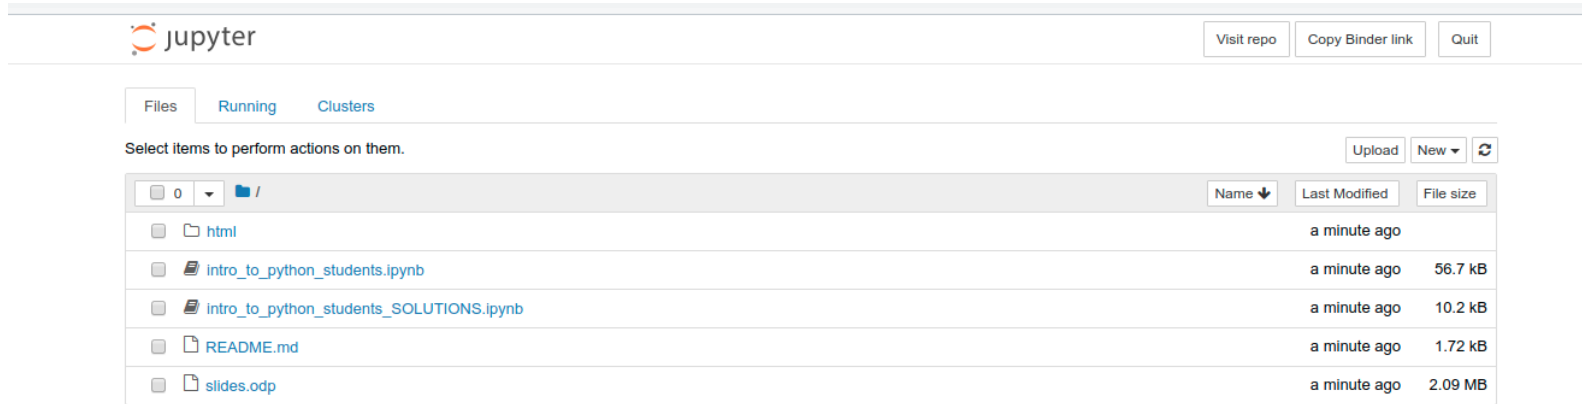 jupyter Visit repo Copy Binder link Quit
Files Running Clusters
Select items to perform actions on them. Upload New
0 / Name Last Modified File size
html a minute ago
intro_to_python_students.ipynb a minute ago 56.7 kB
intro_to_python_students_SOLUTIONS.ipynb a minute ago 10.2 kB
README.md a minute ago 1.72 kB
slides.odp a minute ago 2.09 MB